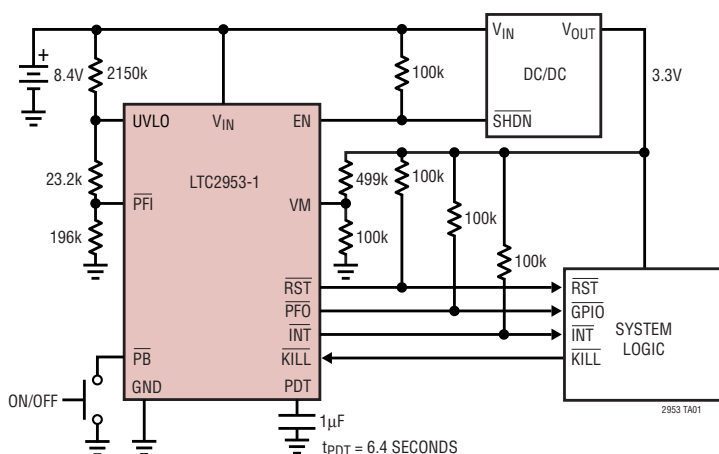 VIN
VOUT
8.4V
2150k
100k
DC/DC
3.3V
SHDN
UVLO
VIN
EN
23.2k
LTC2953-1
499k
100k
PFI
VM
196k
100k
100k
100k
RST
RST
PFO
GPIO
INT
INT
SYSTEM
LOGIC
KILL
KILL
PB
GND
PDT
ON/OFF
1μF
2953 TA01
tPDT = 6.4 SECONDS